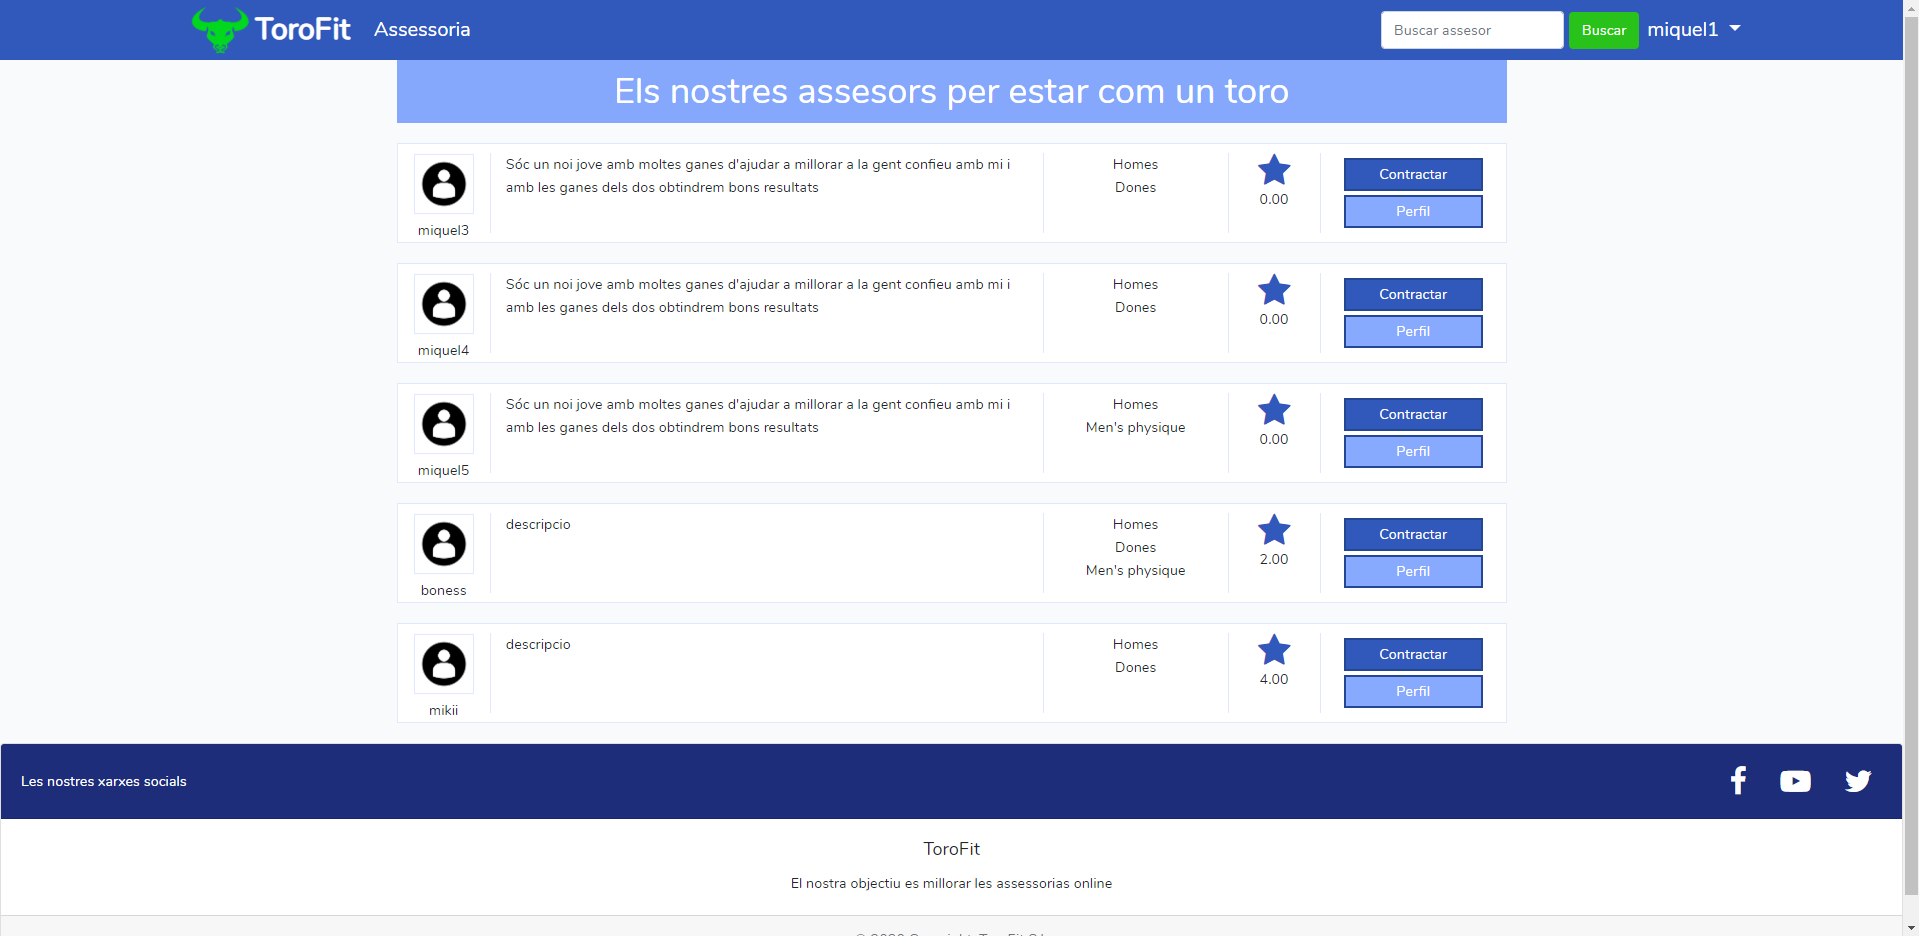 ToroFit Assessoria Buscar assesor Buscar miquel1
Els nostres assesors per estar com un toro
Sóc un noi jove amb moltes ganes d'ajudar a millorar a la gent confieu amb mi i
amb les ganes dels dos obtindrem bons resultats
miquel3
Homes
Dones
0.00
Contractar
Perfil
Sóc un noi jove amb moltes ganes d'ajudar a millorar a la gent confieu amb mi i
amb les ganes dels dos obtindrem bons resultats
miquel4
Homes
Dones
0.00
Contractar
Perfil
Sóc un noi jove amb moltes ganes d'ajudar a millorar a la gent confieu amb mi i
amb les ganes dels dos obtindrem bons resultats
miquel5
Homes
Men's physique
0.00
Contractar
Perfil
descripcio
boness
Homes
Dones
Men's physique
2.00
Contractar
Perfil
descripcio
mikii
Homes
Dones
4.00
Contractar
Perfil
Les nostres xarxes socials
ToroFit
El nostra objectiu es millorar les assessorias online